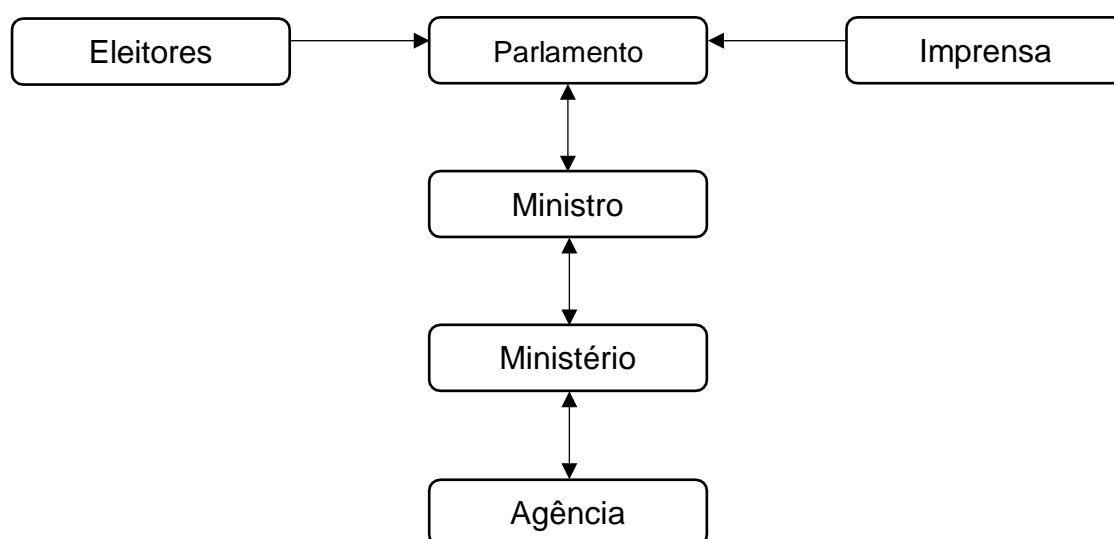 Eleitores
Parlamento
Imprensa
Ministro
Ministério
Agência